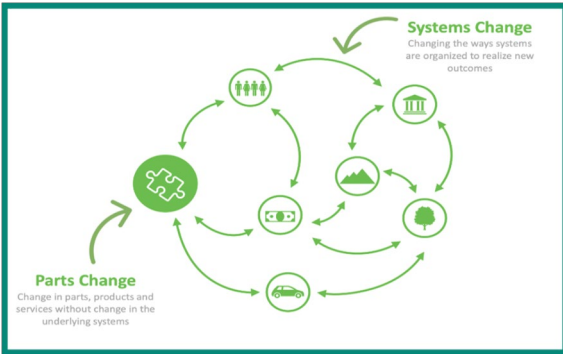 Systems Change
Changing the ways systems
are organized to realize new
outcomes
Parts Change
Change in parts, products and
services without change in the
underlying systems